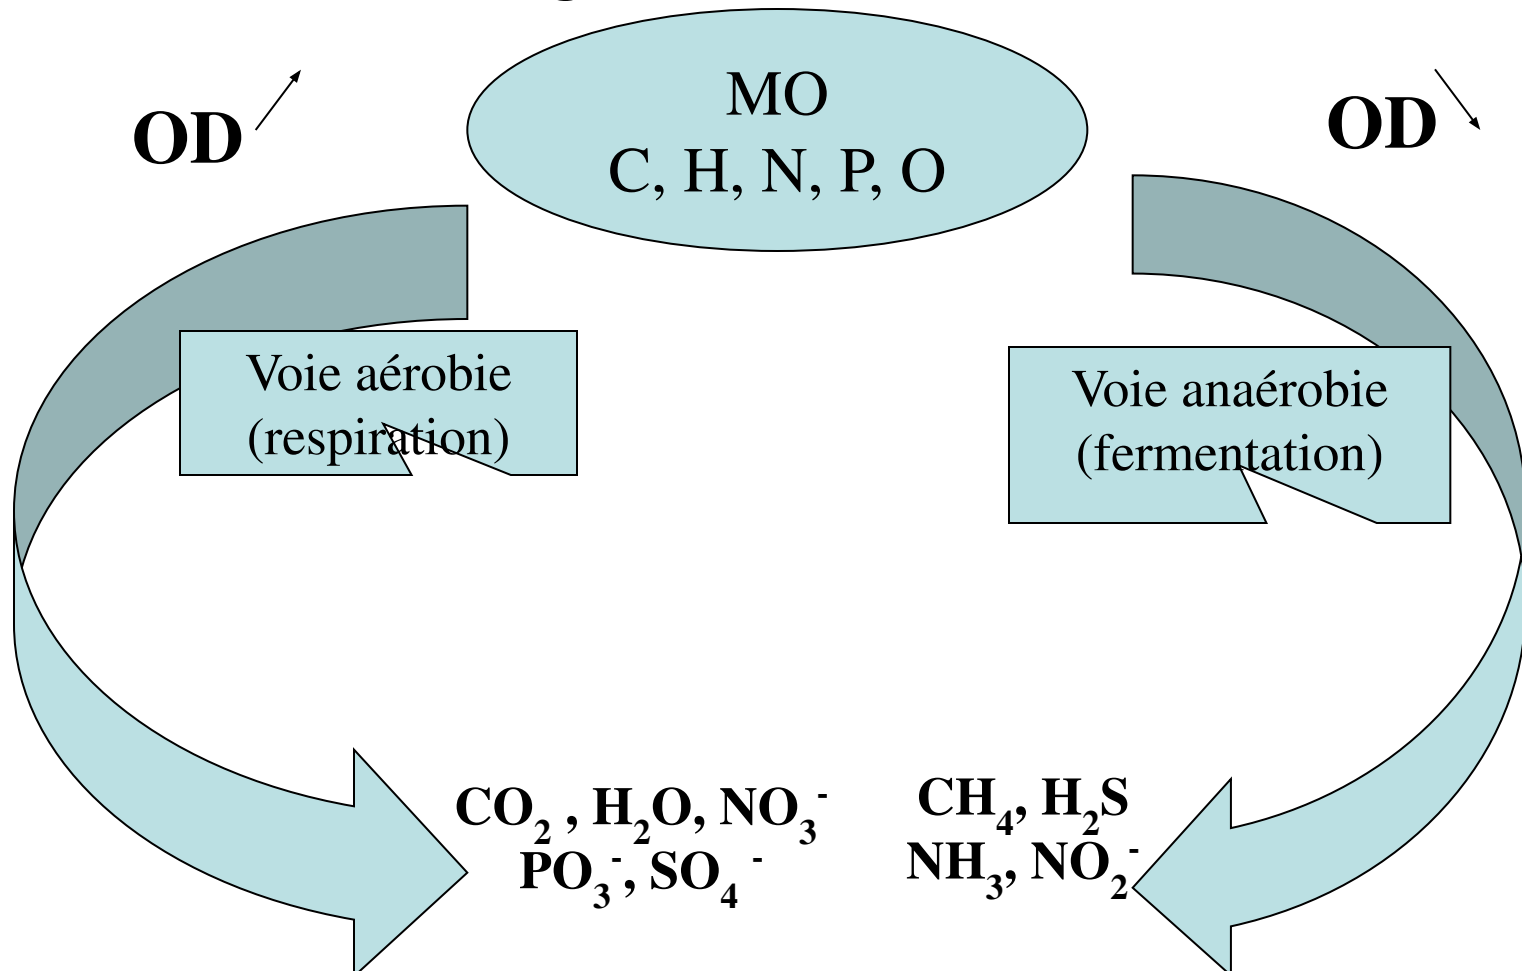 MO
C, H, N, P, O
OD
OD
Voie aérobie
(respiration)
Voie anaérobie
(fermentation)
CO₂ , H₂O, NO₃⁻
PO₃⁻, SO₄ ⁻
CH₄, H₂S
NH₃, NO₂⁻